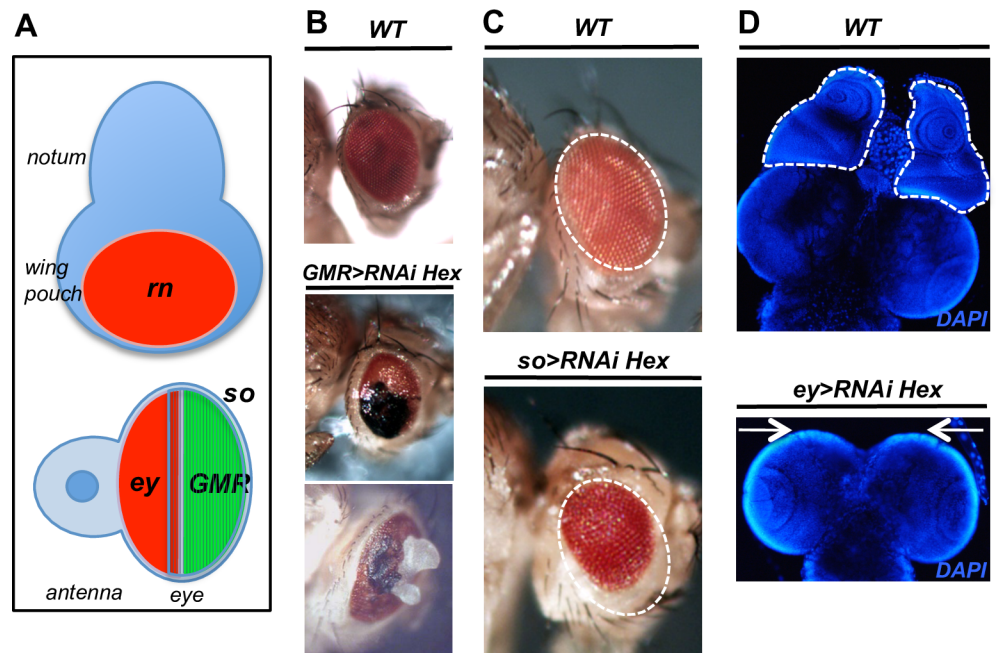 A
notum
wing
pouch
rn
so
ey
GMR
antenna
eye
B
WT
GMR>RNAi Hex
C
WT
so>RNAi Hex
D
WT
DAPI
ey>RNAi Hex
DAPI